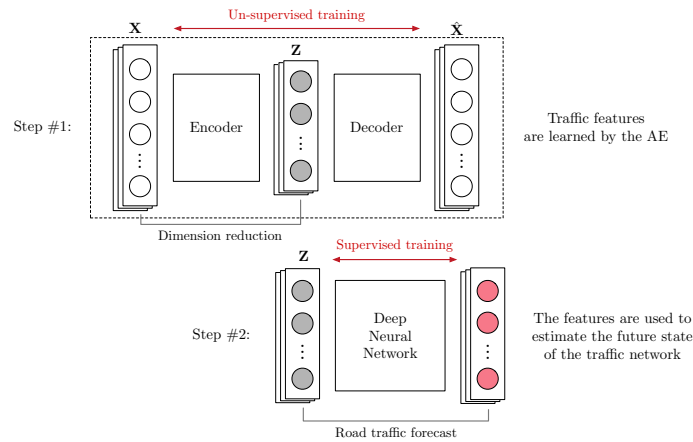 Un-supervised training
X
Z
X̂
Step #1:
Encoder
Decoder
Traffic features
are learned by the AE
Dimension reduction
Z
Supervised training
Step #2:
Deep
Neural
Network
The features are used to
estimate the future state
of the traffic network
Road traffic forecast